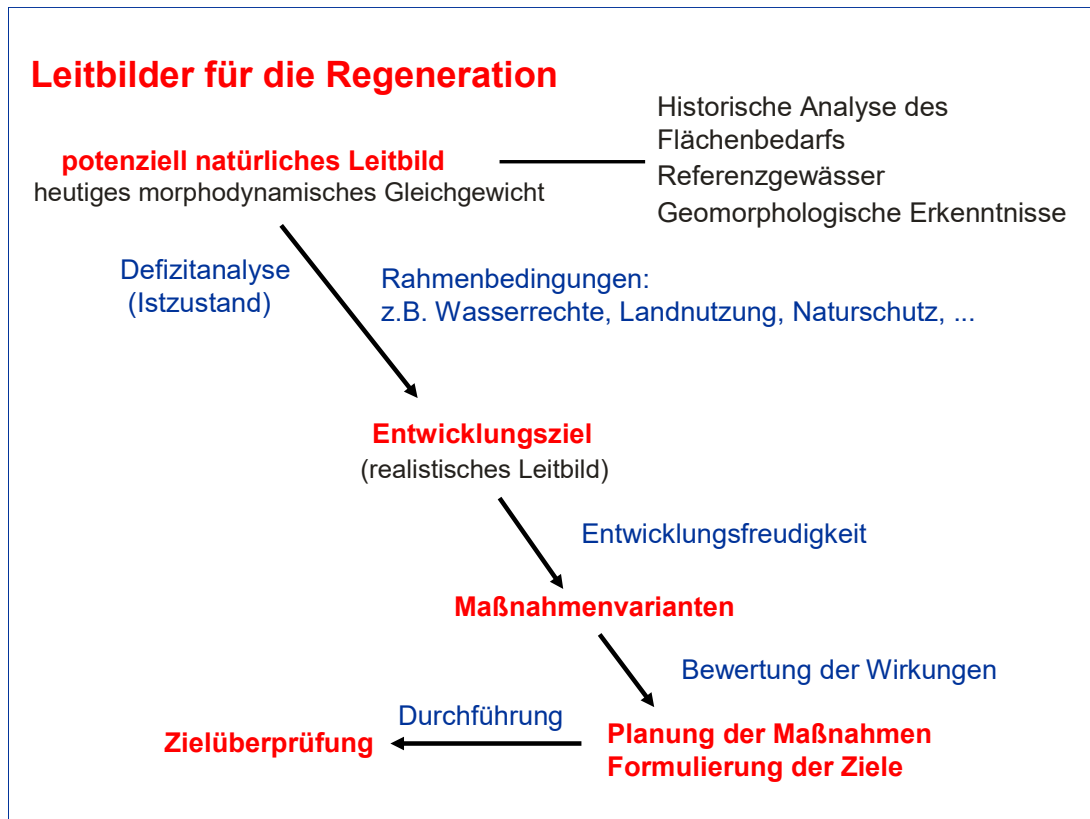 Leitbilder für die Regeneration
Historische Analyse des
Flächenbedarfs
Referenzgewässer
Geomorphologische Erkenntnisse
potenziell natürliches Leitbild
heutiges morphodynamisches Gleichgewicht
Defizitanalyse
(Istzustand)
Rahmenbedingungen:
z.B. Wasserrechte, Landnutzung, Naturschutz, ...
Entwicklungsziel
(realistisches Leitbild)
Entwicklungsfreudigkeit
Maßnahmenvarianten
Bewertung der Wirkungen
Planung der Maßnahmen
Formulierung der Ziele
Durchführung
Zielüberprüfung